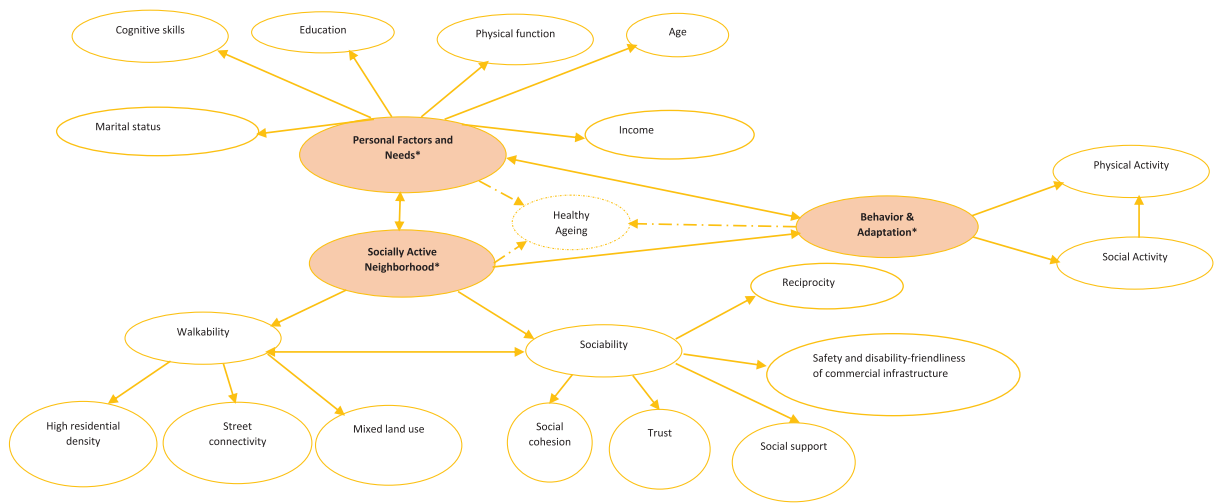 Cognitive skills
Education
Physical function
Age
Marital status
Personal Factors and
Needs*
Income
Physical Activity
Healthy
Ageing
Behavior &
Adaptation*
Socially Active
Neighborhood*
Social Activity
Reciprocity
Walkability
Sociability
Safety and disability-friendliness
of commercial infrastructure
High residential
density
Street
connectivity
Mixed land use
Social
cohesion
Trust
Social support